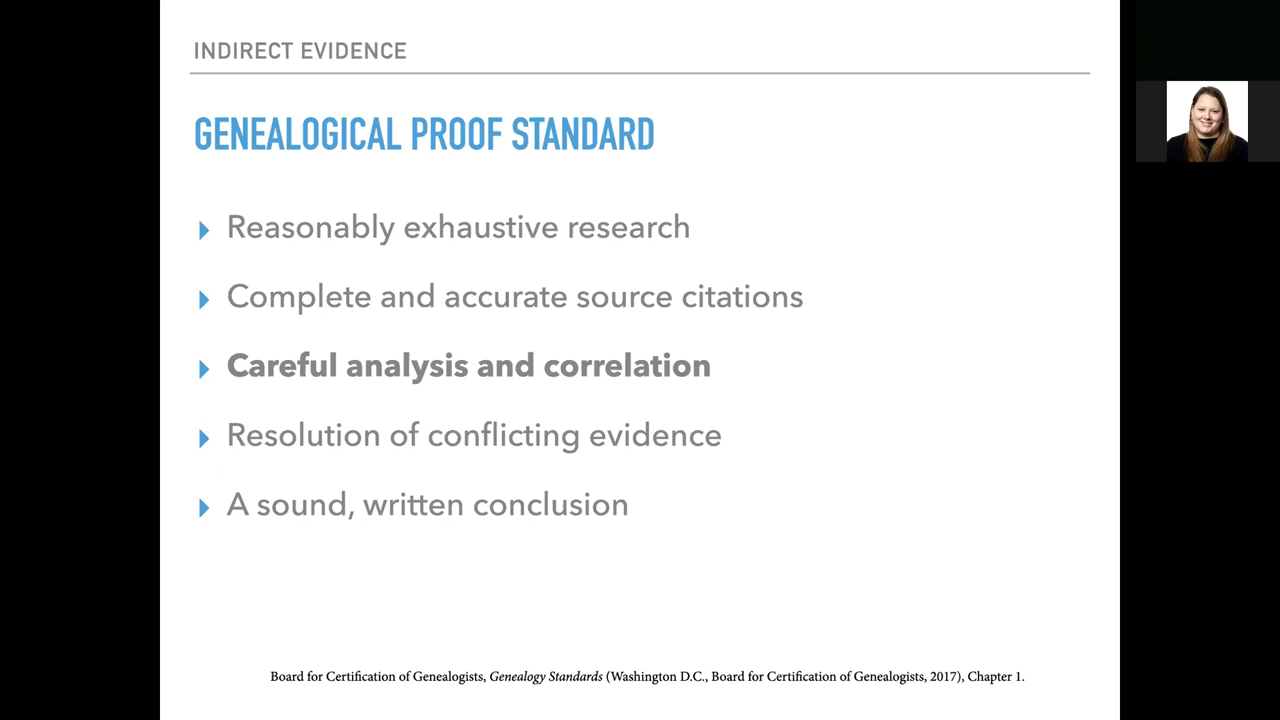 INDIRECT EVIDENCE
GENEALOGICAL PROOF STANDARD
Reasonably exhaustive research
Complete and accurate source citations
Careful analysis and correlation
Resolution of conflicting evidence
A sound, written conclusion
Board for Certification of Genealogists, Genealogy Standards (Washington D.C., Board for Certification of Genealogists, 2017), Chapter 1.